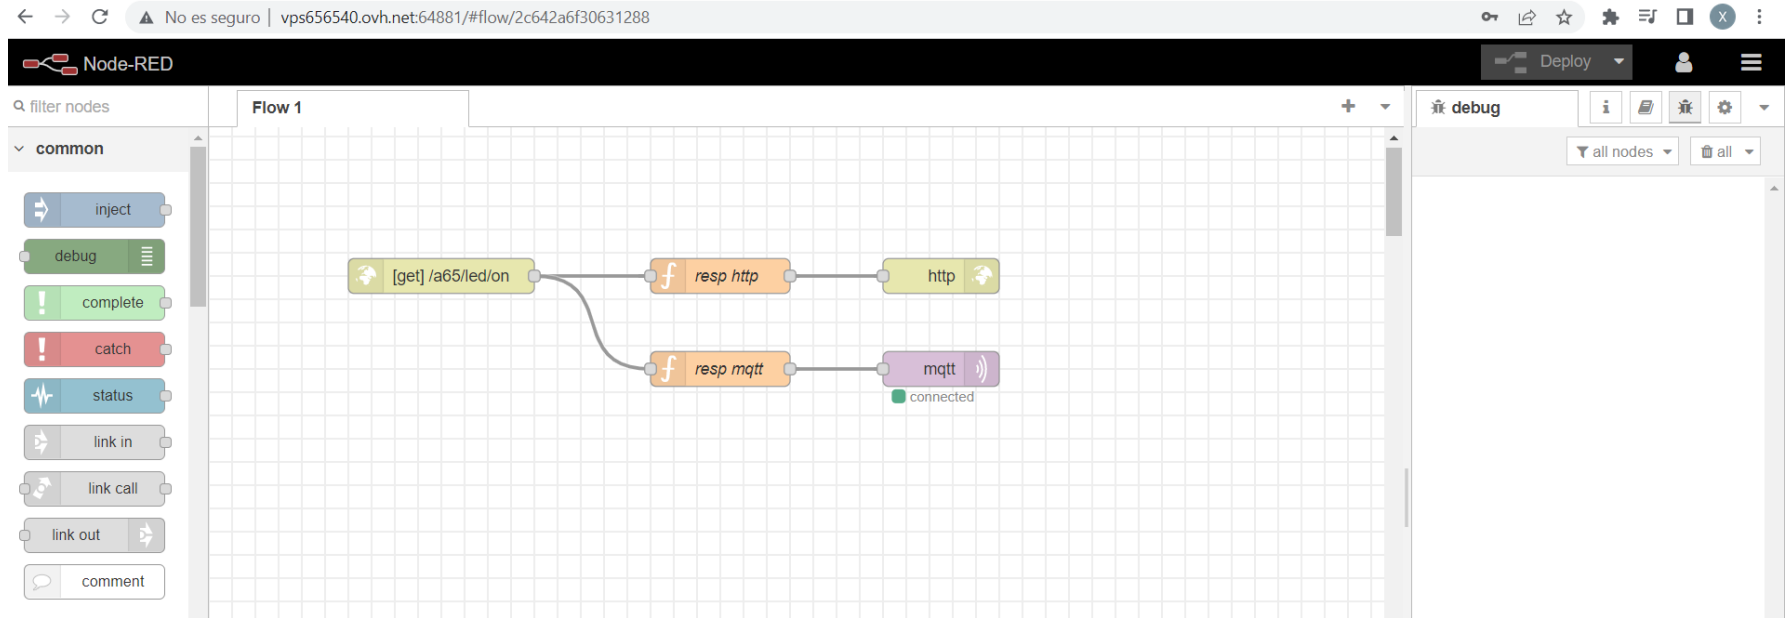 No es seguro | vps656540.ovh.net:64881/#flow/2c642a6f30631288
X
Node-RED
Deploy
filter nodes
Flow 1
debug
common
all nodes
all
inject
debug
complete
catch
status
link in
link call
link out
comment
[get] /a65/led/on
resp http
http
resp mqtt
mqtt
connected